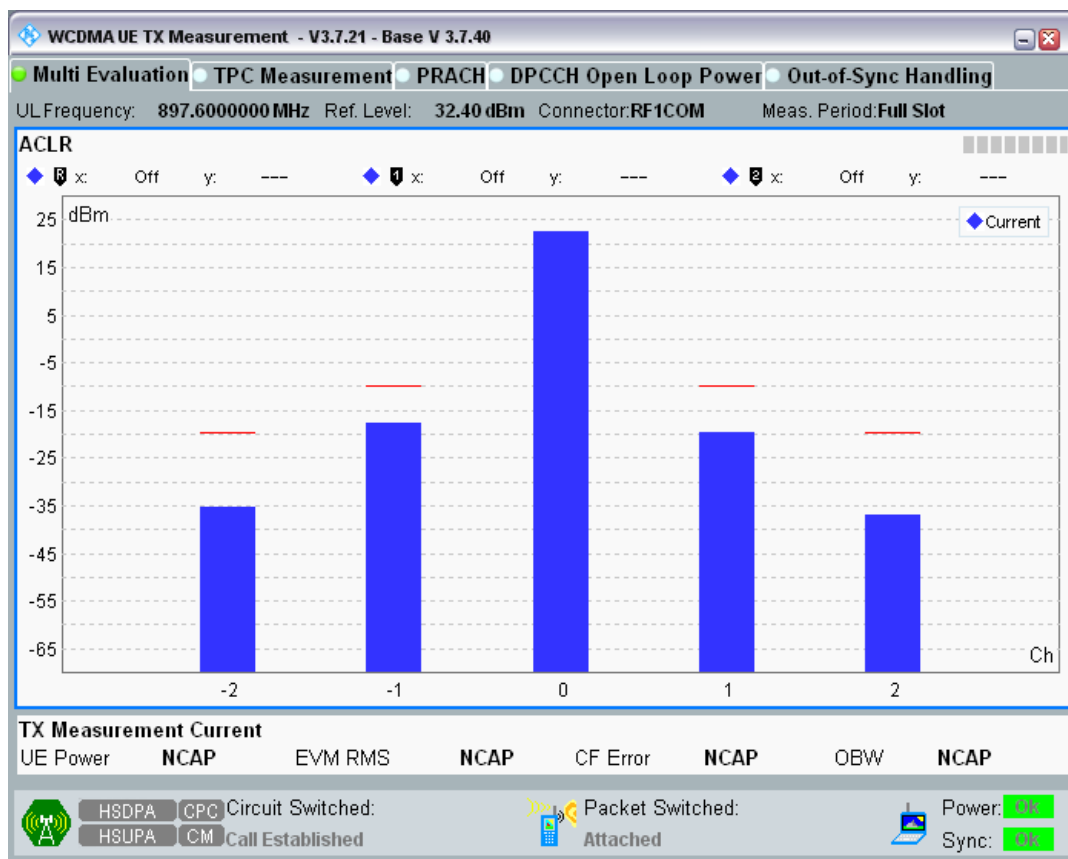 WCDMA UE TX Measurement - V3.7.21 - Base V 3.7.40
Multi Evaluation TPC Measurement PRACH DPCCH Open Loop Power Out-of-Sync Handling
UL Frequency: 897.6000000 MHz Ref. Level: 32.40 dBm Connector:RF1COM Meas. Period:Full Slot
ACLR
R x: Off y: --- 1 x: Off y: --- 2 x: Off y: ---
dBm
Current
25
15
5
-5
-15
-25
-35
-45
-55
-65
Ch
-2 -1 0 1 2
TX Measurement Current
UE Power NCAP EVM RMS NCAP CF Error NCAP OBW NCAP
HSDPA CPC Circuit Switched: Packet Switched: Power: Ok
HSUPA CM Call Established Attached Sync: Ok